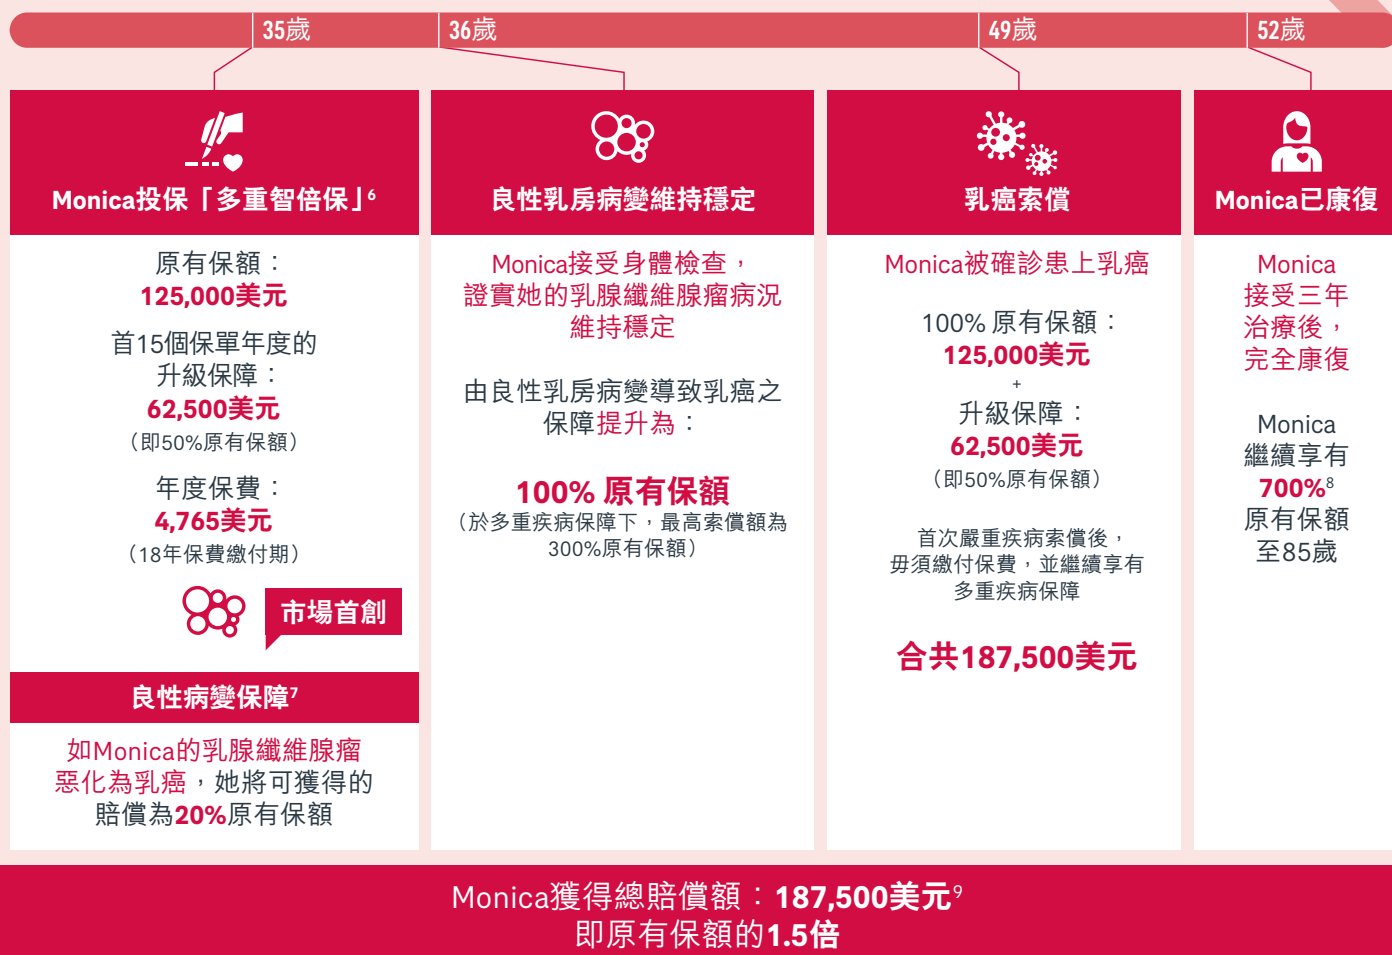 35歲
36歲
49歲
52歲
Monica投保「多重智倍保」6
原有保額：
125,000美元
首15個保單年度的
升級保障：
62,500美元
（即50%原有保額）
年度保費：
4,765美元
（18年保費繳付期）
市場首創
良性病變保障7
如Monica的乳腺纖維腺瘤
惡化為乳癌，她將可獲得的
賠償為20%原有保額
良性乳房病變維持穩定
Monica接受身體檢查，
證實她的乳腺纖維腺瘤病況
維持穩定
由良性乳房病變導致乳癌之
保障提升為：
100% 原有保額
（於多重疾病保障下，最高索償額為
300%原有保額）
乳癌索償
Monica被確診患上乳癌
100% 原有保額：
125,000美元
+
升級保障：
62,500美元
（即50%原有保額）
首次嚴重疾病索償後，
毋須繳付保費，並繼續享有
多重疾病保障
合共187,500美元
Monica已康復
Monica
接受三年
治療後，
完全康復
Monica
繼續享有
700%8
原有保額
至85歲
Monica獲得總賠償額：187,500美元9
即原有保額的1.5倍